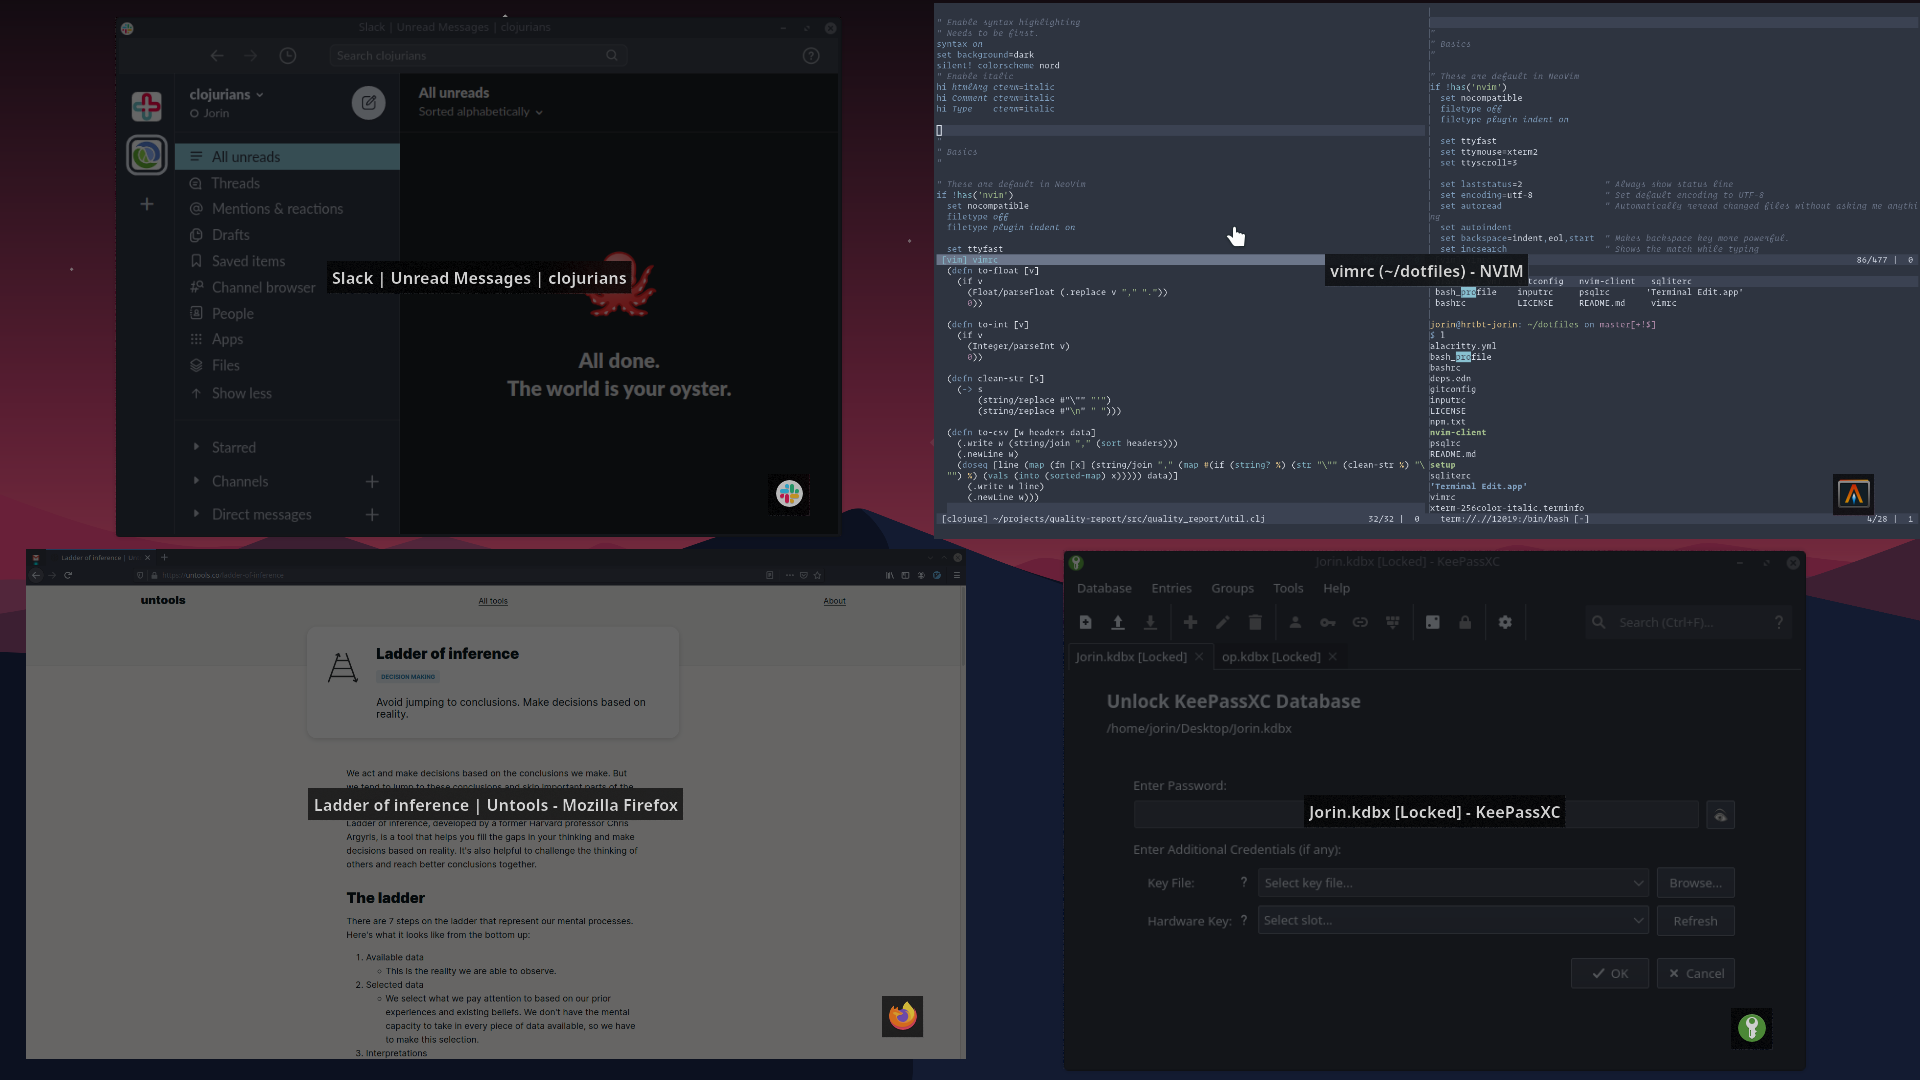 Slack | Unread Messages | clojurians
Search clojurians
clojurians
Jorin
All unreads
Threads
Mentions & reactions
Drafts
Saved items
Channel browser
People
Apps
Files
Show less
Starred
Channels
Direct messages
All unreads
Sorted alphabetically
All done.
The world is your oyster.
Slack | Unread Messages | clojurians
" Enable syntax highlighting
" Needs to be first.
syntax on
set background=dark
silent! colorscheme nord
" Enable italic
hi htmlArg cterm=italic
hi Comment cterm=italic
hi Type    cterm=italic
"
" Basics
"
" These are default in NeoVim
if !has('nvim')
  set nocompatible
  filetype off
  filetype plugin indent on
  set ttyfast
[vim] vimrc
(defn to-float [v]
  (if v
    (Float/parseFloat (.replace v "," "."))
    0))
(defn to-int [v]
  (if v
    (Integer/parseInt v)
    0))
(defn clean-str [s]
  (-> s
      (string/replace #"\"" "'")
      (string/replace #"\n" " ")))
(defn to-csv [w headers data]
  (.write w (string/join "," (sort headers)))
  (.newLine w)
  (doseq [line (map (fn [x] (string/join "," (map #(if (string? %) (str "\"" (clean-str %) "\
"") %) (vals (into (sorted-map) x))))) data)]
    (.write w line)
    (.newLine w)))
[clojure] ~/projects/quality-report/src/quality_report/util.clj 32/32 | 0
"
" Basics
"
" These are default in NeoVim
if !has('nvim')
  set nocompatible
  filetype off
  filetype plugin indent on
  set ttyfast
  set ttymouse=xterm2
  set ttyscroll=3
  set laststatus=2 " Always show status line
  set encoding=utf-8 " Set default encoding to UTF-8
  set autoread " Automatically reread changed files without asking me anythi
ng
  set autoindent
  set backspace=indent,eol,start " Makes backspace key more powerful.
  set incsearch " Shows the match while typing
86/477 | 0
vimrc (~/dotfiles) - NVIM
tconfig nvim-client sqliterc
bash_profile inputrc psqlrc 'Terminal Edit.app'
bashrc LICENSE README.md vimrc
jorin@hribt-jorin: ~/dotfiles on master[+!$]
$ l
alacritty.yml
bash_profile
bashrc
deps.edn
gitconfig
inputrc
LICENSE
npm.txt
nvim-client
psqlrc
README.md
setup
sqliterc
'Terminal Edit.app'
vimrc
xterm-256color-italic.terminfo
term://.//12019:/bin/bash [-] 4/28 | 1
Ladder of inference | Un
https://untools.co/ladder-of-inference
untools
All tools
About
Ladder of inference
DECISION MAKING
Avoid jumping to conclusions. Make decisions based on
reality.
We act and make decisions based on the conclusions we make. But
we tend to jump to these conclusions and skip important parts of the
Ladder of inference | Untools - Mozilla Firefox
Ladder of inference, developed by a former Harvard professor Chris
Argyris, is a tool that helps you fill the gaps in your thinking and make
decisions based on reality. It's also helpful to challenge the thinking of
others and reach better conclusions together.
The ladder
There are 7 steps on the ladder that represent our mental processes.
Here's what it looks like from the bottom up:
1. Available data
This is the reality we are able to observe.
2. Selected data
We select what we pay attention to based on our prior
experiences and existing beliefs. We don't have the mental
capacity to take in every piece of data available, so we have
to make this selection.
3. Interpretations
Jorin.kdbx [Locked] - KeePassXC
Database Entries Groups Tools Help
Search (Ctrl+F)...
Jorin.kdbx [Locked]
op.kdbx [Locked]
Unlock KeePassXC Database
/home/jorin/Desktop/Jorin.kdbx
Enter Password:
Jorin.kdbx [Locked] - KeePassXC
Enter Additional Credentials (if any):
Key File: ? Select key file... Browse...
Hardware Key: ? Select slot... Refresh
OK Cancel